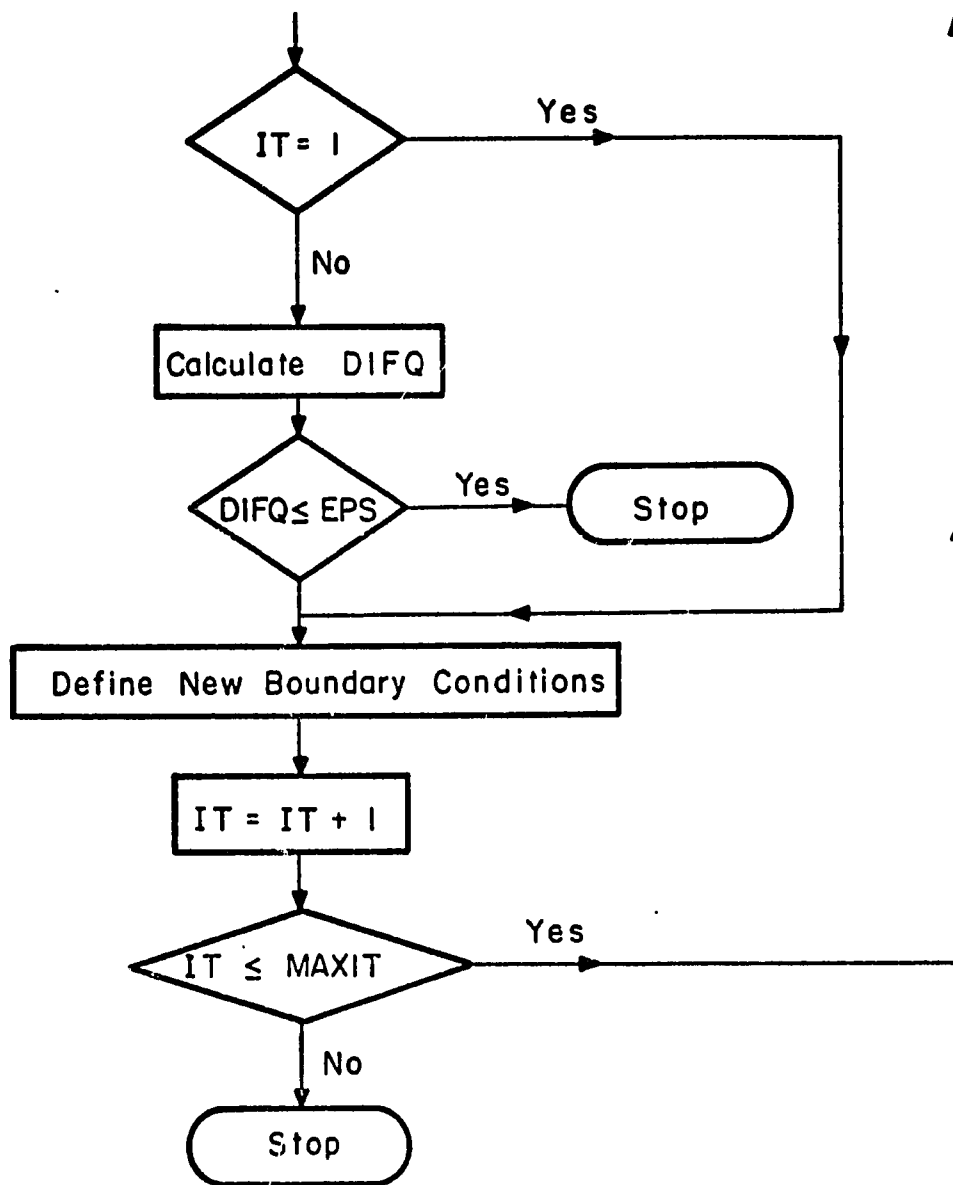 IT = 1
Yes
No
Calculate DIFQ
DIFQ ≤ EPS
Yes
Stop
Define New Boundary Conditions
IT = IT + 1
IT ≤ MAXIT
Yes
No
Stop